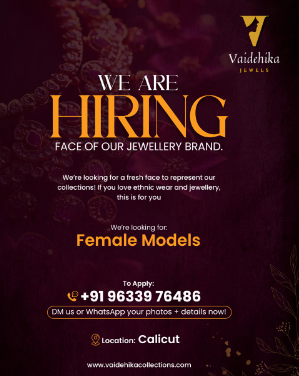 Vaidehika
JEWELS
WE ARE
HIRING
FACE OF OUR JEWELLERY BRAND.
We're looking for a fresh face to represent our
collections! If you love ethnic wear and jewellery,
this is for you
We're looking for:
Female Models
To Apply:
+91 96339 76486
DM us or WhatsApp your photos + details now!
Location: Calicut
www.vaidehikacollections.com